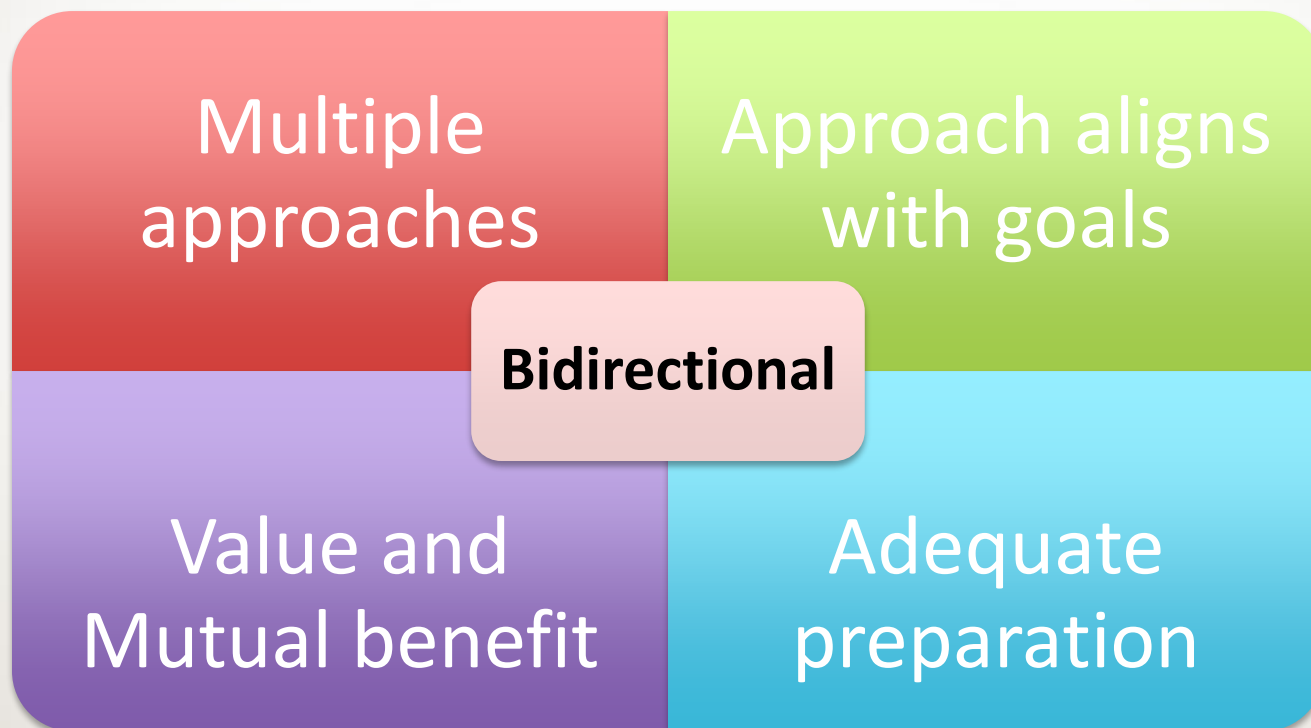 Multiple
approaches
Approach aligns
with goals
Bidirectional
Value and
Mutual benefit
Adequate
preparation